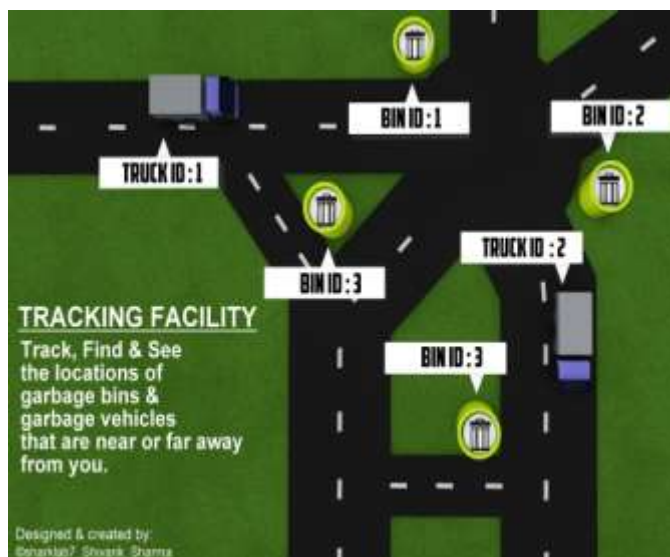 BIN ID : 1
BIN ID : 2
TRUCK ID : 1
TRUCK ID : 2
BIN ID : 3
TRACKING FACILITY
Track, Find & See
the locations of
garbage bins &
garbage vehicles
that are near or far away
from you.
BIN ID : 3
Designed & created by:
©snarklab7_Shivank_Sharma